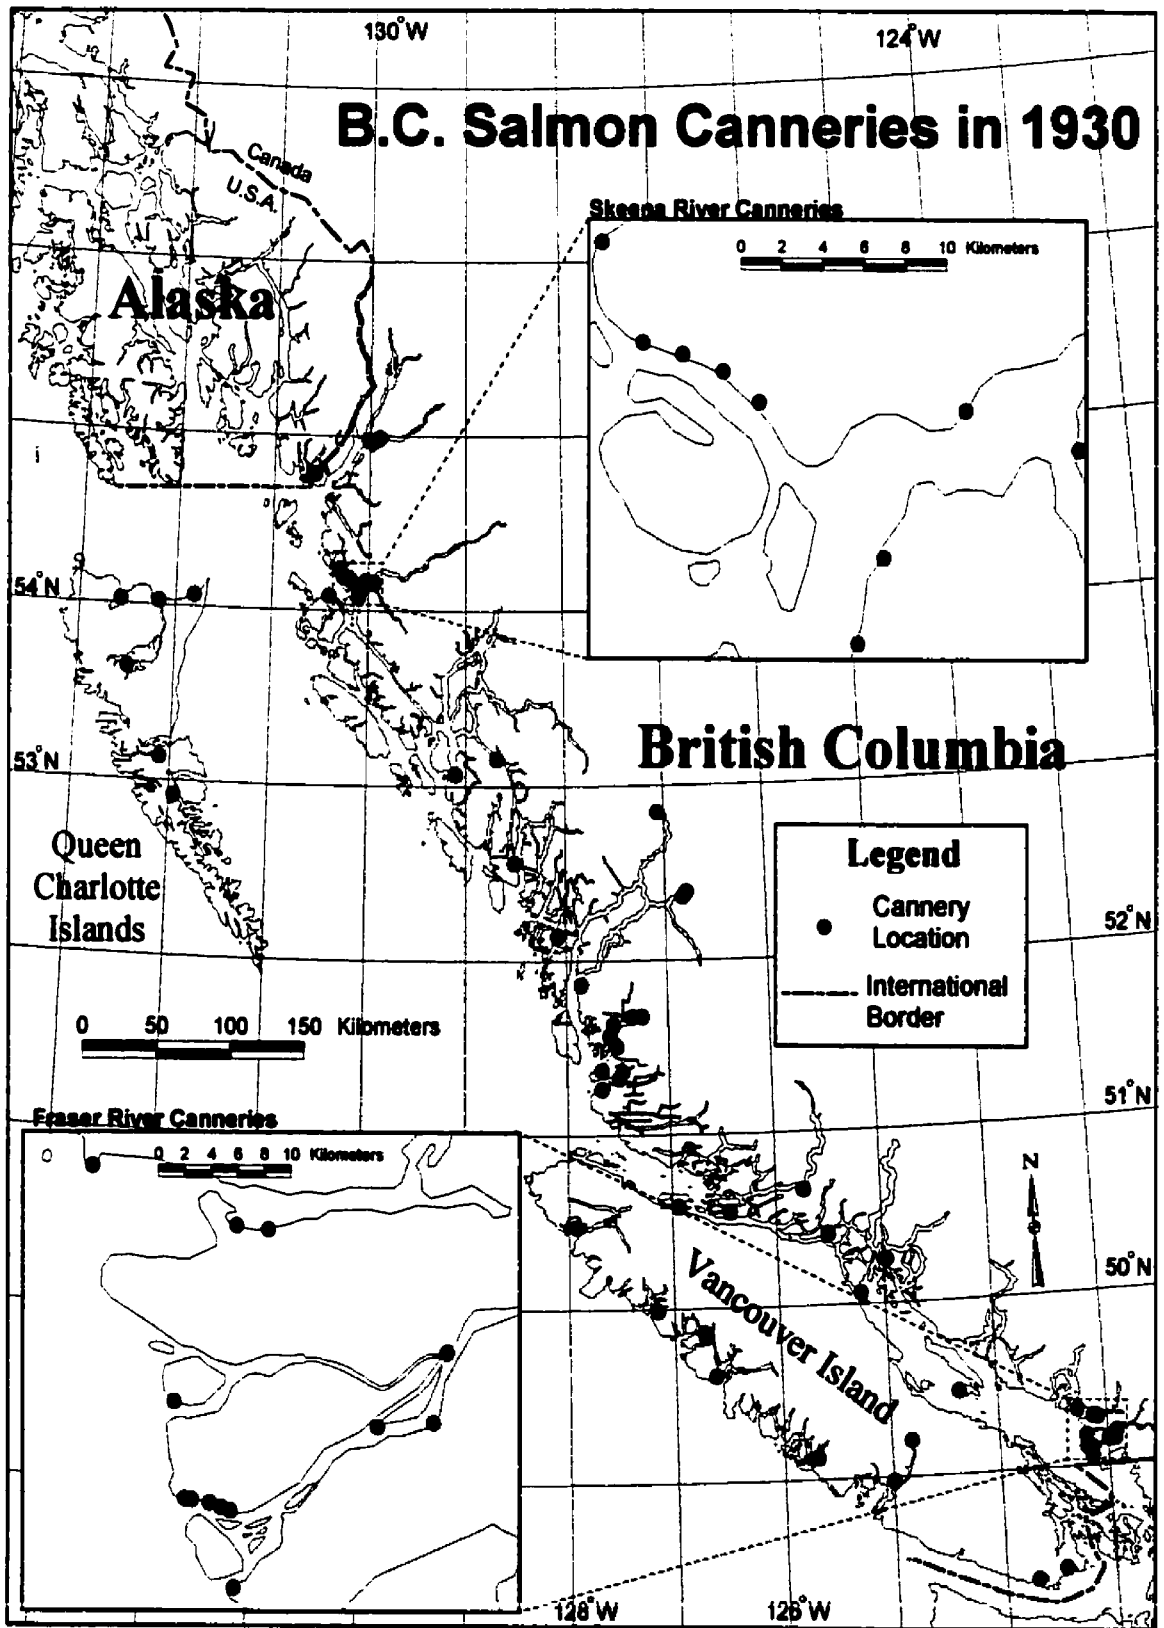 130°W
124°W
B.C. Salmon Canneries in 1930
Canada
U.S.A.
Skeena River Canneries
0 2 4 6 8 10 Kilometers
Alaska
54°N
53°N
British Columbia
Queen
Charlotte
Islands
Legend
Cannery
Location
International
Border
52°N
0 50 100 150 Kilometers
51°N
Fraser River Canneries
0 2 4 6 8 10 Kilometers
N
50°N
Vancouver Island
128°W
126°W